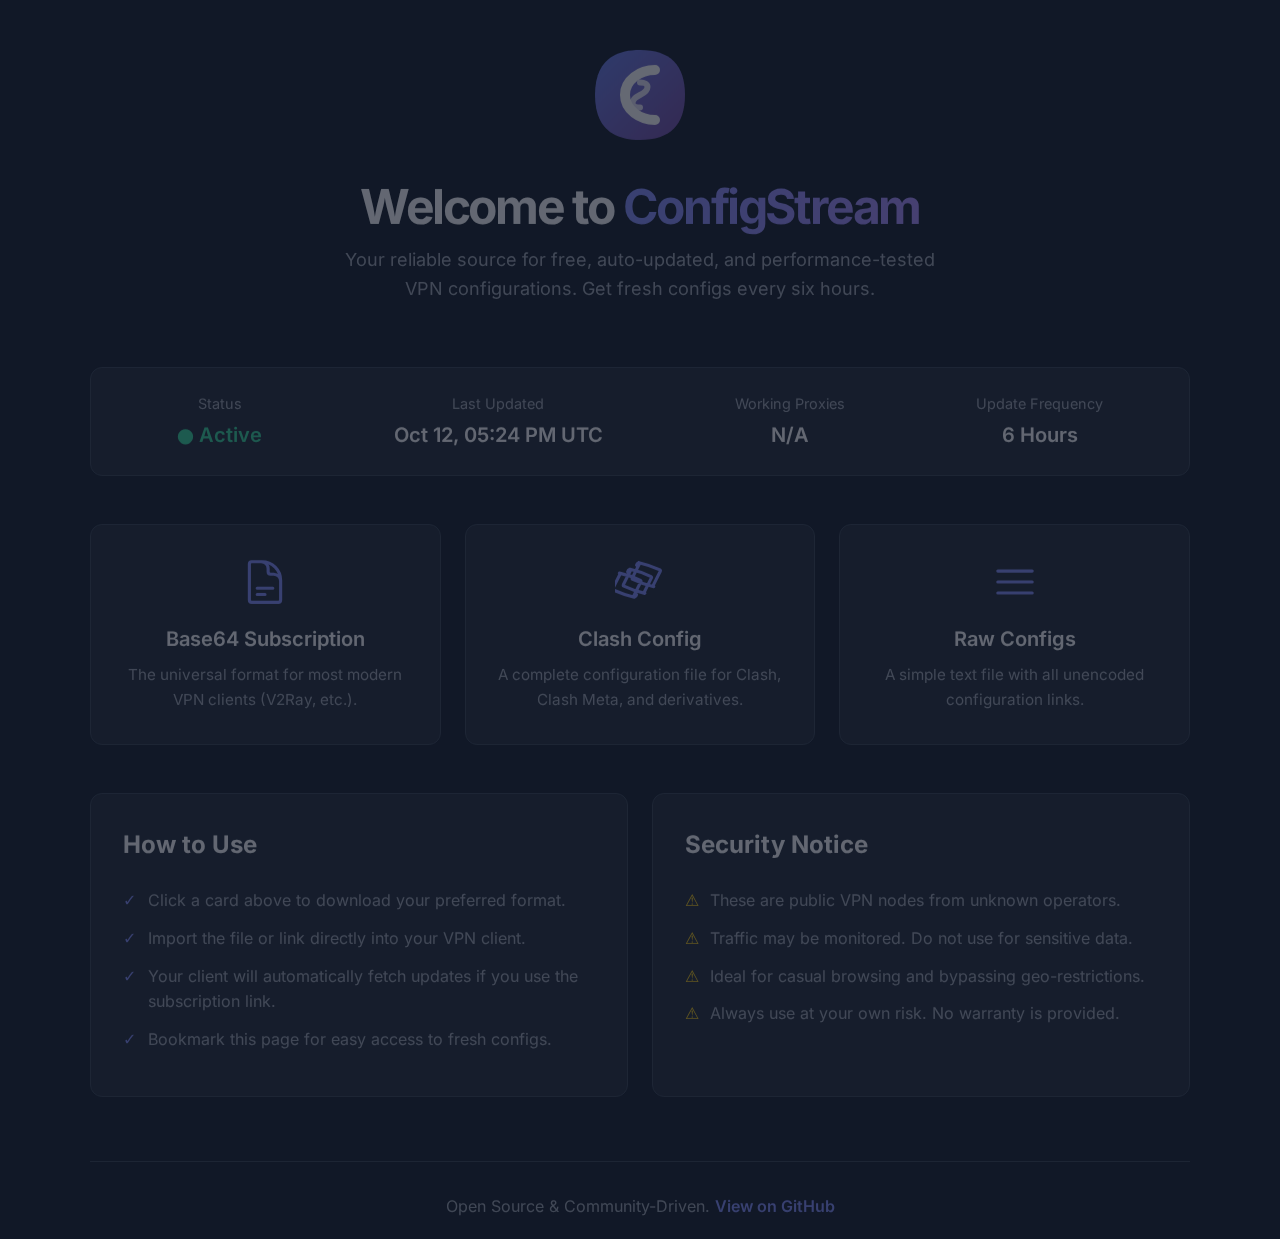 Welcome to ConfigStream
Your reliable source for free, auto-updated, and performance-tested
VPN configurations. Get fresh configs every six hours.
Status
Active
Last Updated
Oct 12, 05:24 PM UTC
Working Proxies
N/A
Update Frequency
6 Hours
Base64 Subscription
The universal format for most modern
VPN clients (V2Ray, etc.).
Clash Config
A complete configuration file for Clash,
Clash Meta, and derivatives.
Raw Configs
A simple text file with all unencoded
configuration links.
How to Use
✓ Click a card above to download your preferred format.
✓ Import the file or link directly into your VPN client.
✓ Your client will automatically fetch updates if you use the
subscription link.
✓ Bookmark this page for easy access to fresh configs.
Security Notice
⚠ These are public VPN nodes from unknown operators.
⚠ Traffic may be monitored. Do not use for sensitive data.
⚠ Ideal for casual browsing and bypassing geo-restrictions.
⚠ Always use at your own risk. No warranty is provided.
Open Source & Community-Driven. View on GitHub